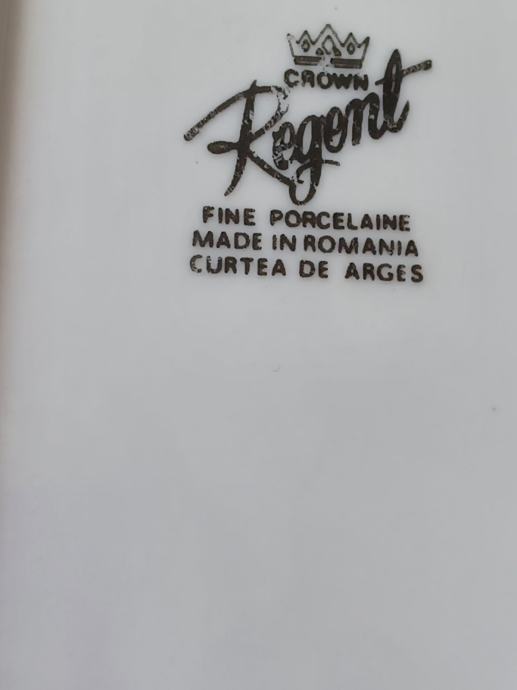 CROWN
Regent
FINE PORCELAINE
MADE IN ROMANIA
CURTEA DE ARGES